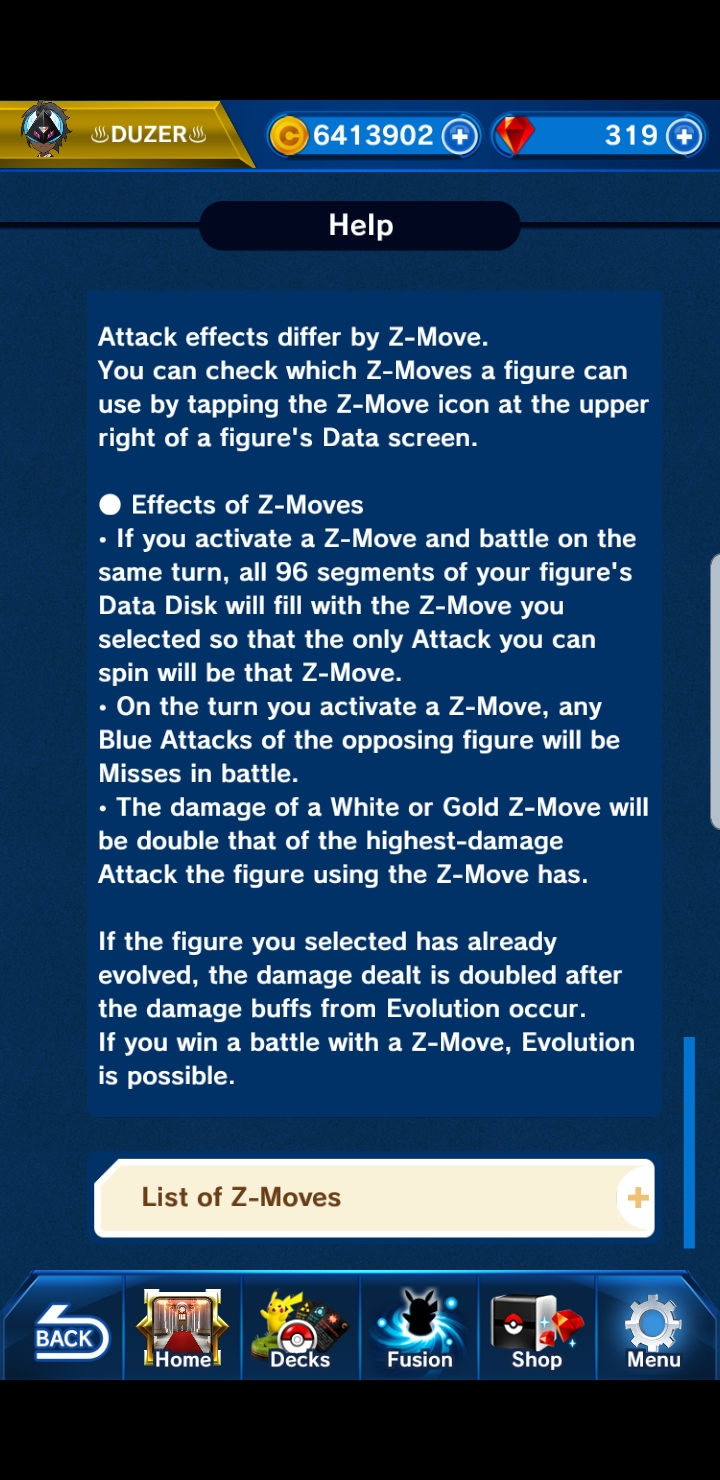 ♨DUZER♨ 6413902 319
Help
Attack effects differ by Z-Move.
You can check which Z-Moves a figure can
use by tapping the Z-Move icon at the upper
right of a figure's Data screen.
● Effects of Z-Moves
• If you activate a Z-Move and battle on the
same turn, all 96 segments of your figure's
Data Disk will fill with the Z-Move you
selected so that the only Attack you can
spin will be that Z-Move.
• On the turn you activate a Z-Move, any
Blue Attacks of the opposing figure will be
Misses in battle.
• The damage of a White or Gold Z-Move will
be double that of the highest-damage
Attack the figure using the Z-Move has.
If the figure you selected has already
evolved, the damage dealt is doubled after
the damage buffs from Evolution occur.
If you win a battle with a Z-Move, Evolution
is possible.
List of Z-Moves
BACK Home Decks Fusion Shop Menu